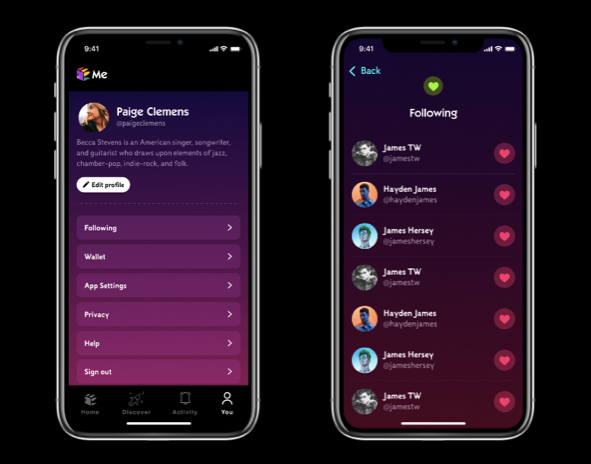 9:41
Me
Paige Clemens
@paigeclemens
Becca Stevens is an American singer, songwriter,
and guitarist who draws upon elements of jazz,
chamber-pop, indie-rock, and folk.
Edit profile
Following
Wallet
App Settings
Privacy
Help
Sign out
Home
Discover
Activity
You
9:41
Back
Following
James TW
@jamestw
Hayden James
@haydenjames
James Hersey
@jameshersey
James TW
@jamestw
Hayden James
@haydenjames
James Hersey
@jameshersey
James TW
@jamestw